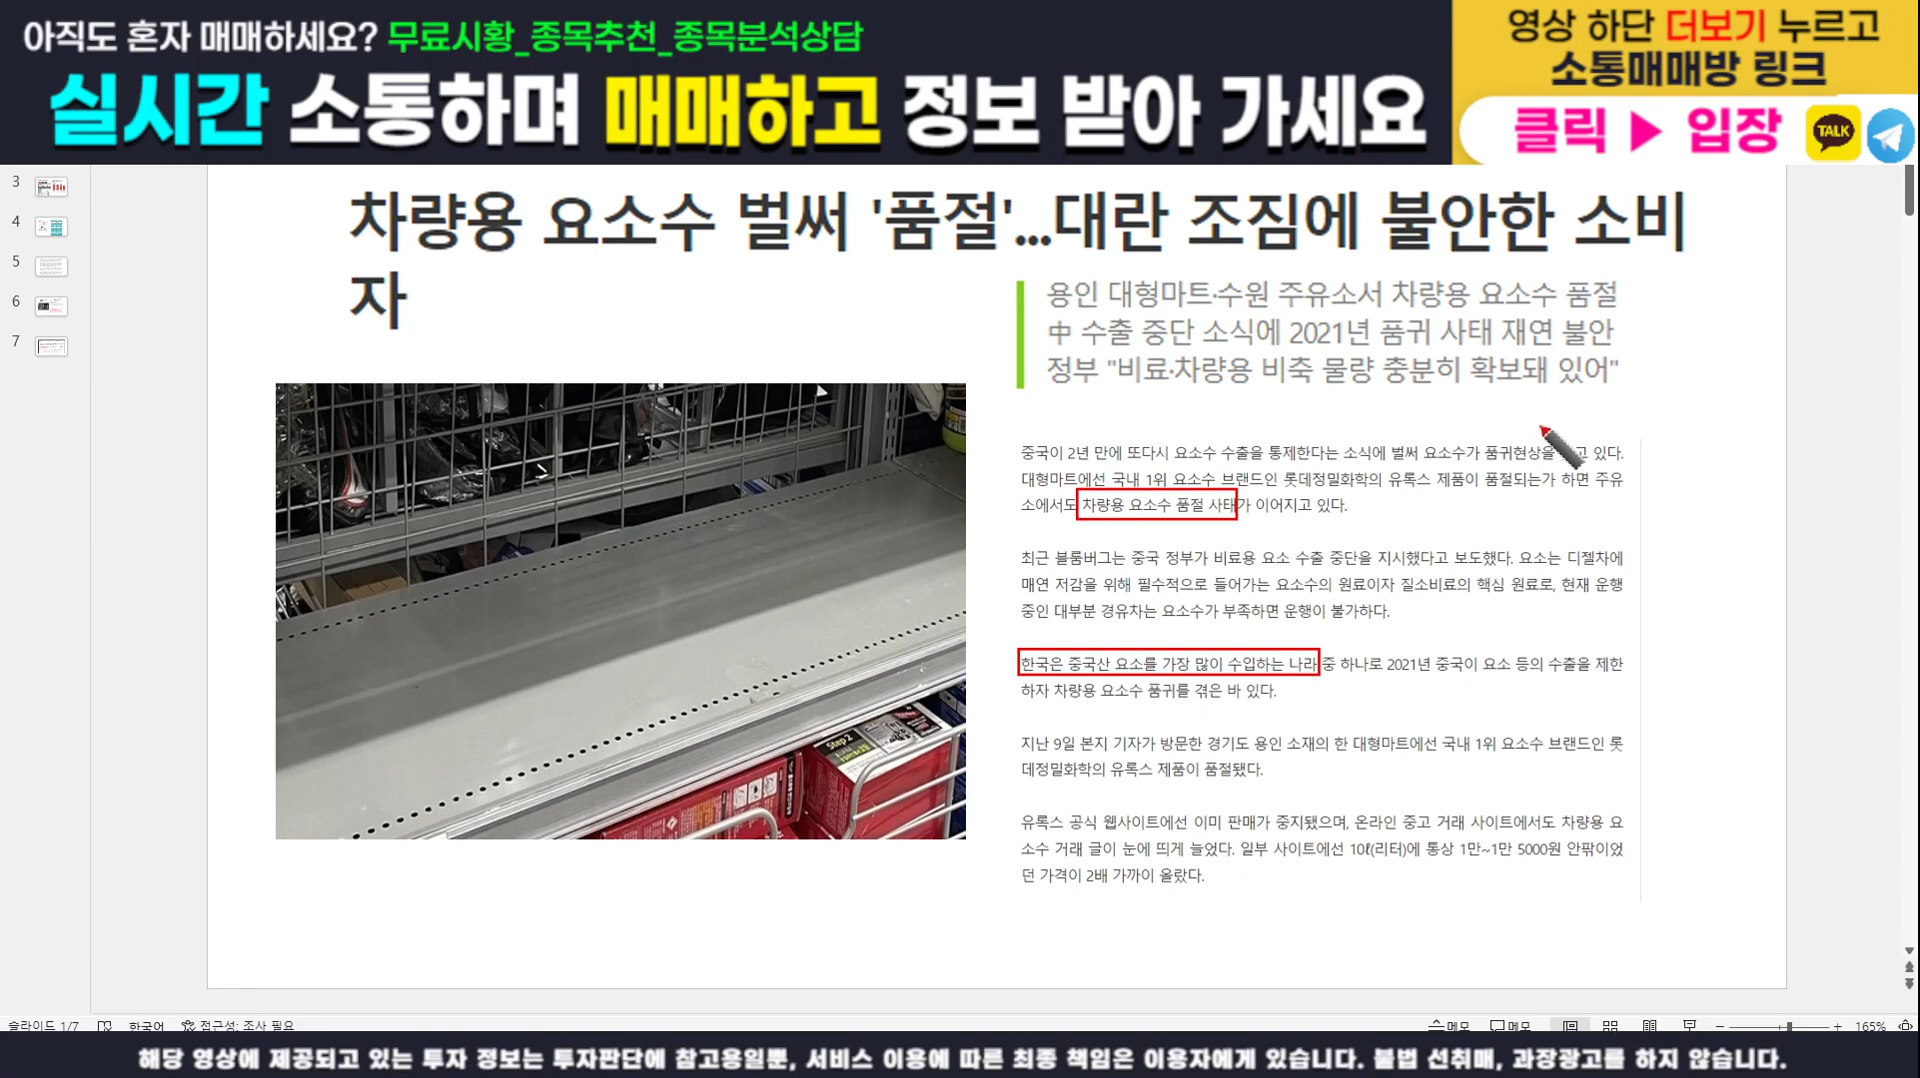 아직도 혼자 매매하세요? 무료시황_종목추천_종목분석상담
실시간 소통하며 매매하고 정보 받아 가세요
영상 하단 더보기 누르고
소통매매방 링크
클릭 ▶ 입장
TALK
3
4
5
6
7
차량용 요소수 벌써 '품절'...대란 조짐에 불안한 소비
자
용인 대형마트·수원 주유소서 차량용 요소수 품절
中 수출 중단 소식에 2021년 품귀 사태 재연 불안
정부 "비료·차량용 비축 물량 충분히 확보돼 있어"
Step 2
중국이 2년 만에 또다시 요소수 수출을 통제한다는 소식에 벌써 요소수가 품귀현상을 고 있다.
대형마트에선 국내 1위 요소수 브랜드인 롯데정밀화학의 유록스 제품이 품절되는가 하면 주유
소에서도 차량용 요소수 품절 사태가 이어지고 있다.
최근 블룸버그는 중국 정부가 비료용 요소 수출 중단을 지시했다고 보도했다. 요소는 디젤차에
매연 저감을 위해 필수적으로 들어가는 요소수의 원료이자 질소비료의 핵심 원료로, 현재 운행
중인 대부분 경유차는 요소수가 부족하면 운행이 불가하다.
한국은 중국산 요소를 가장 많이 수입하는 나라 중 하나로 2021년 중국이 요소 등의 수출을 제한
하자 차량용 요소수 품귀를 겪은 바 있다.
지난 9일 본지 기자가 방문한 경기도 용인 소재의 한 대형마트에선 국내 1위 요소수 브랜드인 롯
데정밀화학의 유록스 제품이 품절됐다.
유록스 공식 웹사이트에선 이미 판매가 중지됐으며, 온라인 중고 거래 사이트에서도 차량용 요
소수 거래 글이 눈에 띄게 늘었다. 일부 사이트에선 10ℓ(리터)에 통상 1만~1만 5000원 안팎이었
던 가격이 2배 가까이 올랐다.
슬라이드 1/7 한국어 접근성: 조사 필요 메모 메모 165%
해당 영상에 제공되고 있는 투자 정보는 투자판단에 참고용일뿐, 서비스 이용에 따른 최종 책임은 이용자에게 있습니다. 불법 선취매, 과장광고를 하지 않습니다.